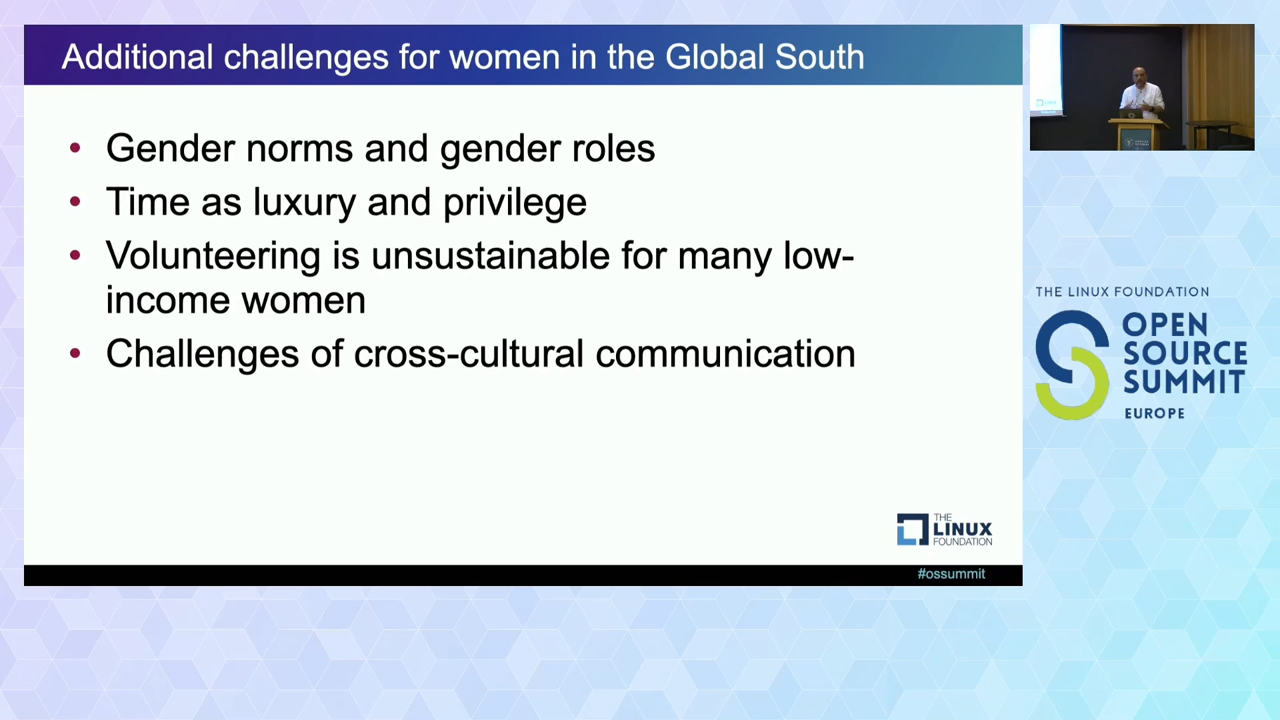 Additional challenges for women in the Global South
• Gender norms and gender roles
• Time as luxury and privilege
• Volunteering is unsustainable for many low-
income women
• Challenges of cross-cultural communication
THE
LINUX
FOUNDATION
#ossummit
THE LINUX FOUNDATION
OPEN
SOURCE
SUMMIT
EUROPE